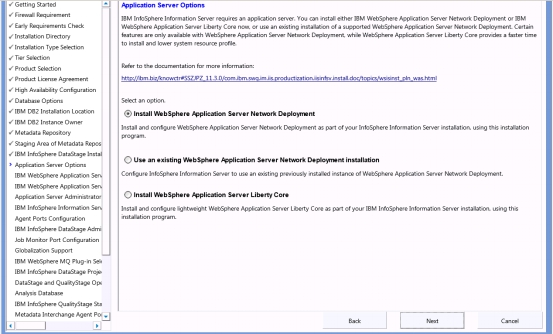 Getting Started
Firewall Requirement
Early Requirements Check
Installation Directory
Installation Type Selection
Tier Selection
Product Selection
Product License Agreement
High Availability Configuration
Database Options
IBM DB2 Installation Location
IBM DB2 Instance Owner
Metadata Repository
Staging Area of Metadata Repos
IBM InfoSphere DataStage Instal
Application Server Options
IBM WebSphere Application Serv
IBM WebSphere Application Serv
Application Server Administrator
IBM InfoSphere Information Serv
Agent Ports Configuration
IBM InfoSphere DataStage Admi
Job Monitor Port Configuration
Globalization Support
IBM WebSphere MQ Plug-in Sele
IBM InfoSphere DataStage Proje
DataStage and QualityStage Ope
Analysis Database
IBM InfoSphere QualityStage Sta
Metadata Interchange Agent Po
Application Server Options
IBM InfoSphere Information Server requires an application server. You can install either IBM WebSphere Application Server Network Deployment or IBM
WebSphere Application Server Liberty Core now, or use an existing installation of a supported WebSphere Application Server Network Deployment. Certain
features are only available with WebSphere Application Server Network Deployment, while WebSphere Application Server Liberty Core provides a faster time
to install and lower system resource profile.
Refer to the documentation for more information:
http://ibm.biz/knowctr#SSZJPZ_11.3.0/com.ibm.swg.im.iis.productization.iisinfsv.install.doc/topics/wsisinst_pln_was.html
Select an option.
Install WebSphere Application Server Network Deployment
Install and configure WebSphere Application Server Network Deployment as part of your InfoSphere Information Server installation, using this installation
program.
Use an existing WebSphere Application Server Network Deployment installation
Configure InfoSphere Information Server to use an existing previously installed instance of WebSphere Application Server Network Deployment.
Install WebSphere Application Server Liberty Core
Install and configure lightweight WebSphere Application Server Liberty Core as part of your IBM InfoSphere Information Server installation, using this
installation program.
Back
Next
Cancel